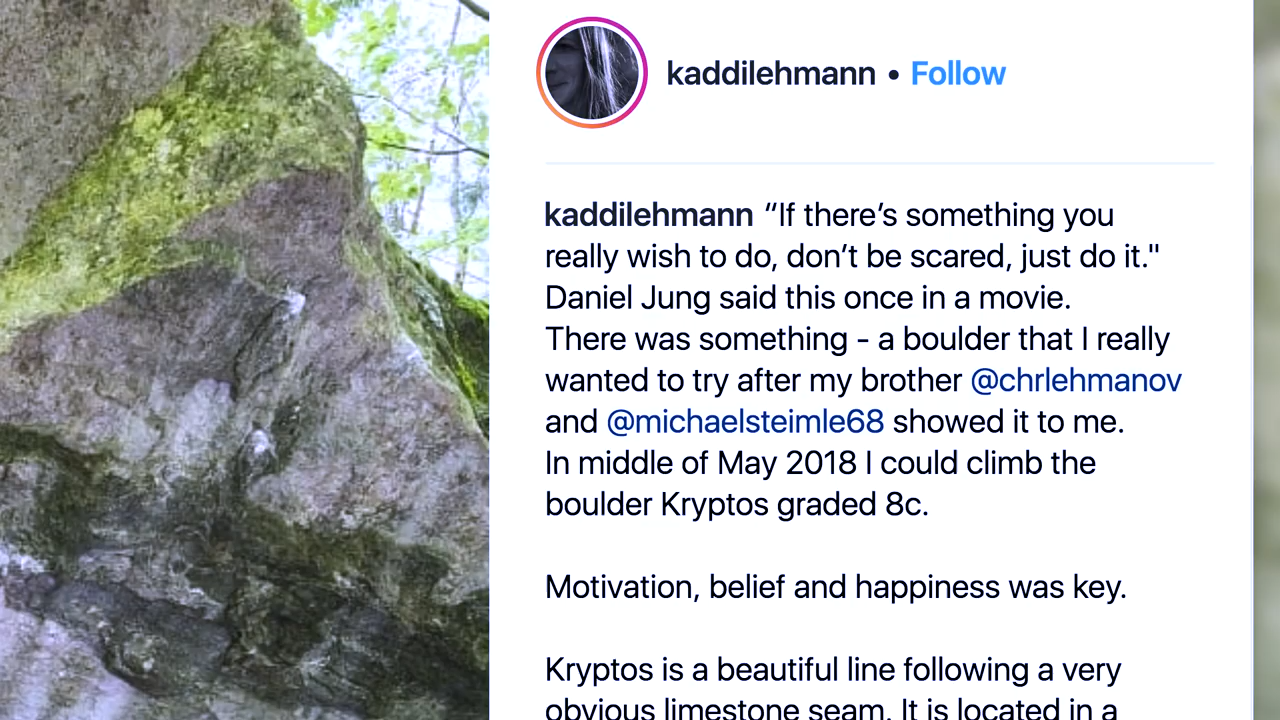 kaddilehmann • Follow
kaddilehmann “If there’s something you
really wish to do, don’t be scared, just do it."
Daniel Jung said this once in a movie.
There was something - a boulder that I really
wanted to try after my brother @chrlehmanov
and @michaelsteimle68 showed it to me.
In middle of May 2018 I could climb the
boulder Kryptos graded 8c.
Motivation, belief and happiness was key.
Kryptos is a beautiful line following a very
obvious limestone seam. It is located in a